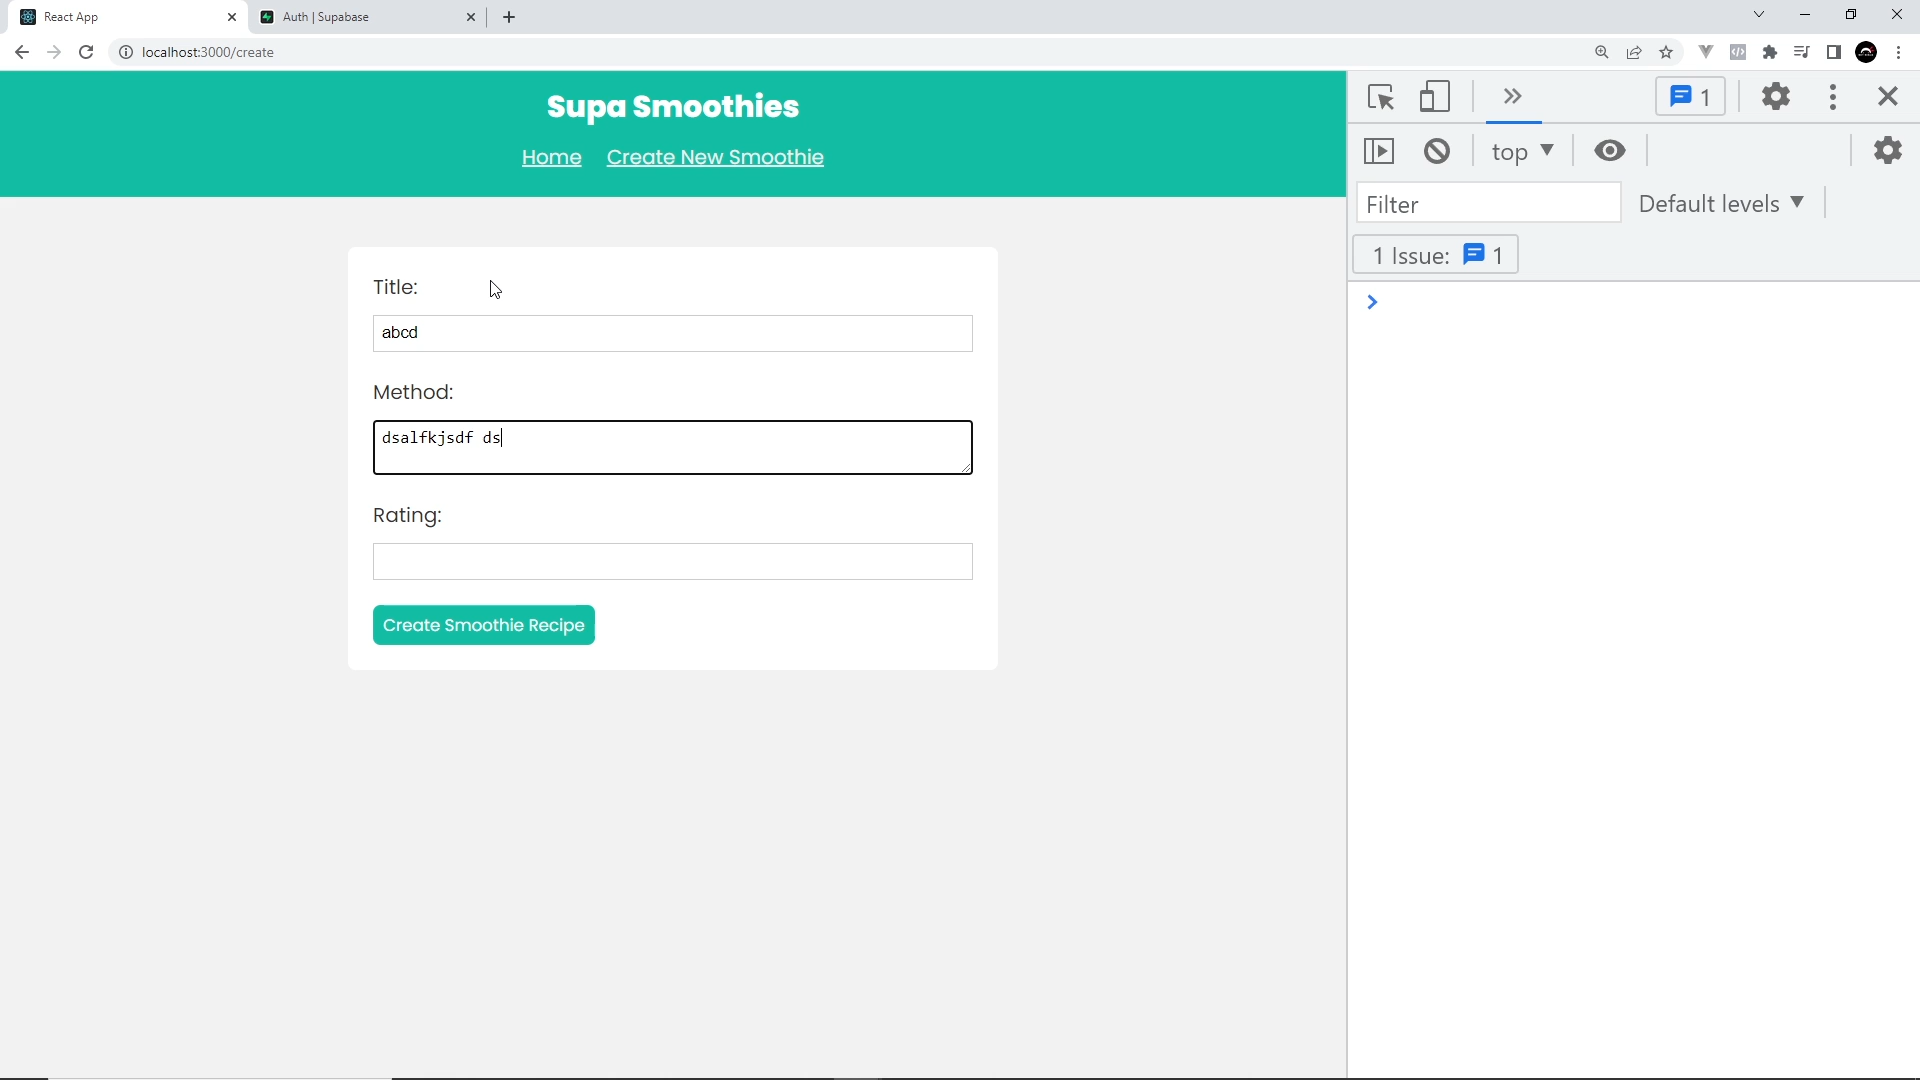 React App
Auth | Supabase
localhost:3000/create
Supa Smoothies
Home Create New Smoothie
Title:
abcd
Method:
dsalfkjsdf ds
Rating:
Create Smoothie Recipe
1
top
Filter
Default levels
1 Issue: 1